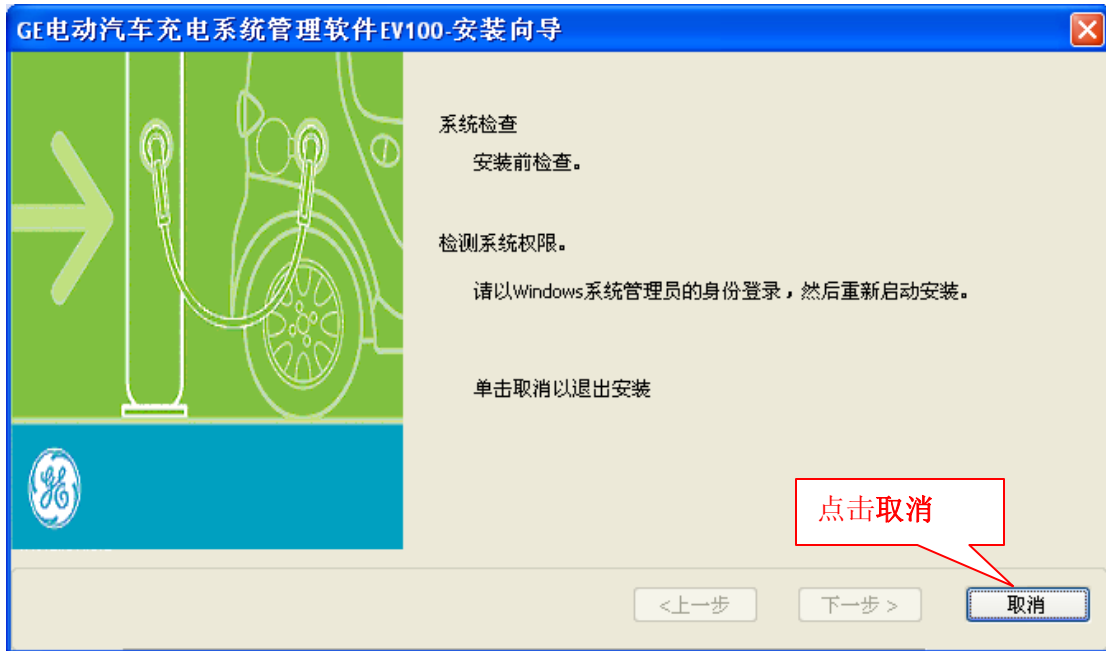 GE电动汽车充电系统管理软件EV100-安装向导
系统检查
安装前检查。
检测系统权限。
请以Windows系统管理员的身份登录，然后重新启动安装。
单击取消以退出安装
点击取消
<上一步
下一步 >
取消